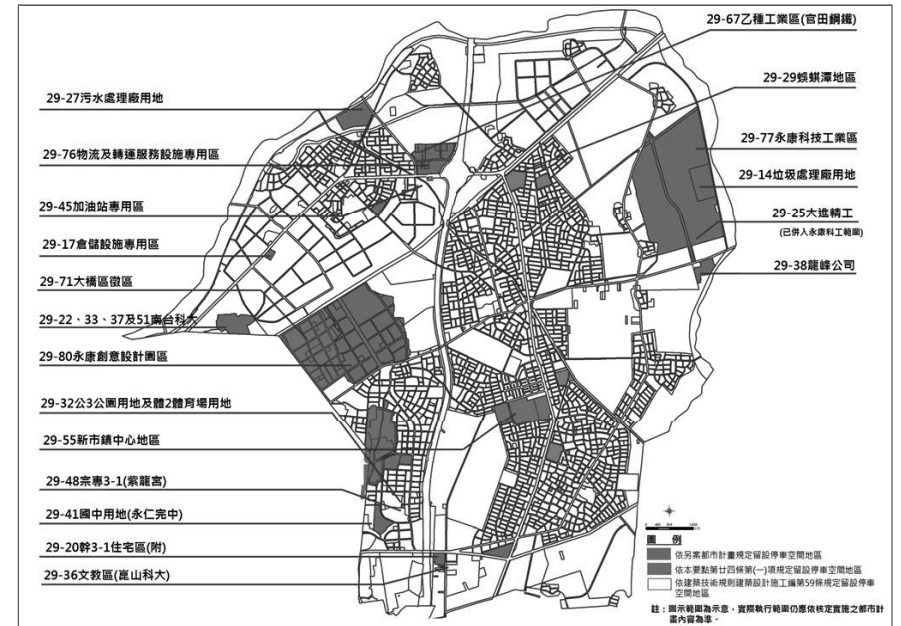 29-67乙種工業區(官田鋼鐵)
29-29蜈蜞潭地區
29-77永康科技工業區
29-14垃圾處理廠用地
29-25大進精工
(已併入永康科工範圍)
29-38龍峰公司
29-27污水處理廠用地
29-76物流及轉運服務設施專用區
29-45加油站專用區
29-17倉儲設施專用區
29-71大橋區徵區
29-22、33、37及51南台科大
29-80永康創意設計園區
29-32公3公園用地及體2體育場用地
29-55新市鎮中心地區
29-48宗專3-1(紫龍宮)
29-41國中用地(永仁完中)
29-20幹3-1住宅區(附)
29-36文教區(崑山科大)
圖 例
依另案都市計畫規定留設停車空間地區
依本要點第廿四條第(一)項規定留設停車空間地區
依建築技術規則建築設計施工編第59條規定留設停車
空間地區
註：圖示範圍為示意，實際執行範圍仍應依核定實施之都市計
畫內容為準。